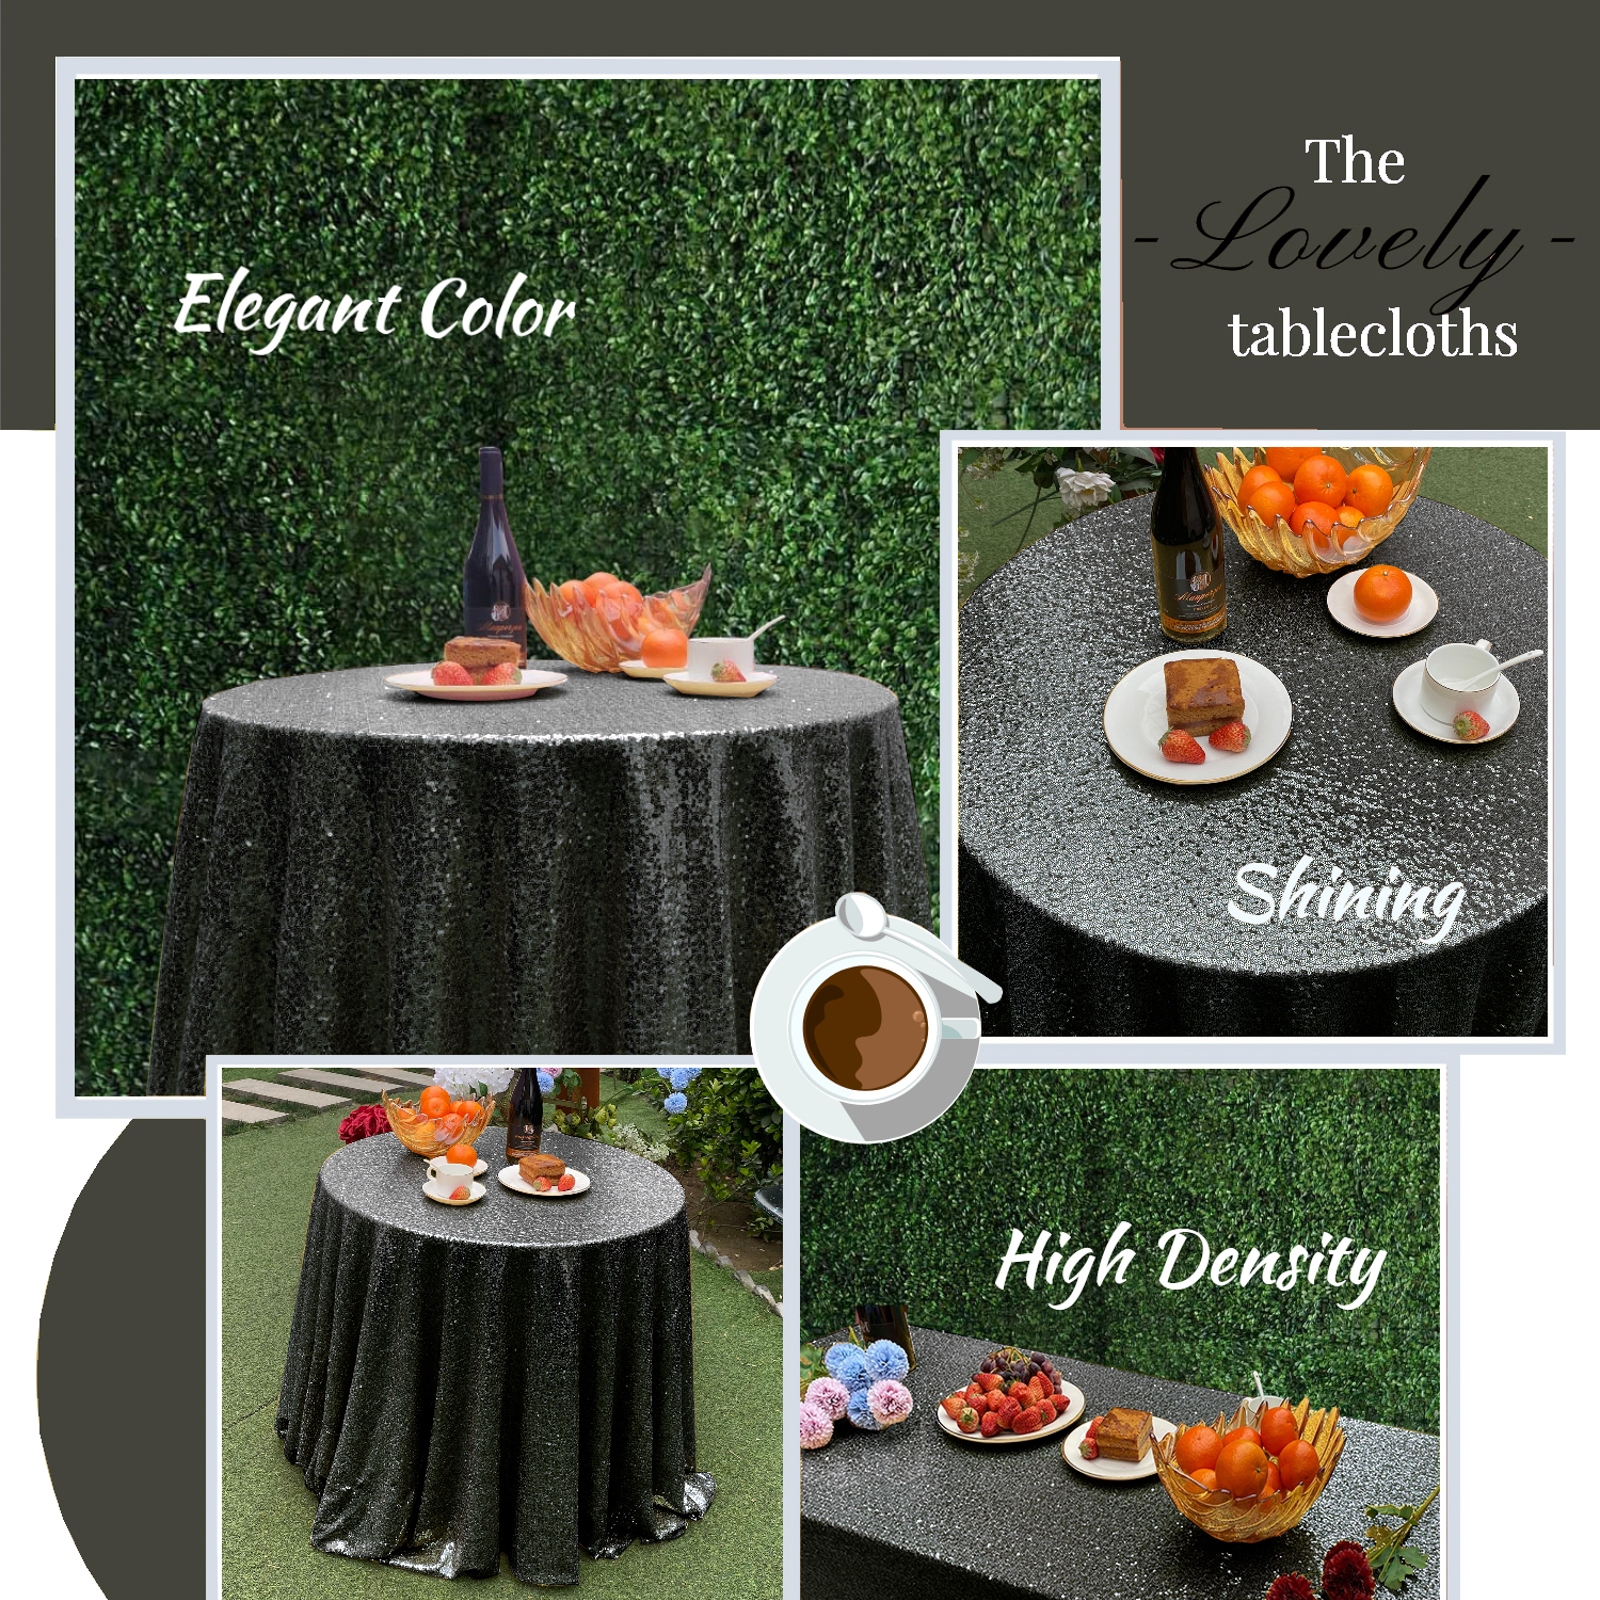 The
- Lovely -
tablecloths
Elegant Color
Shining
High Density